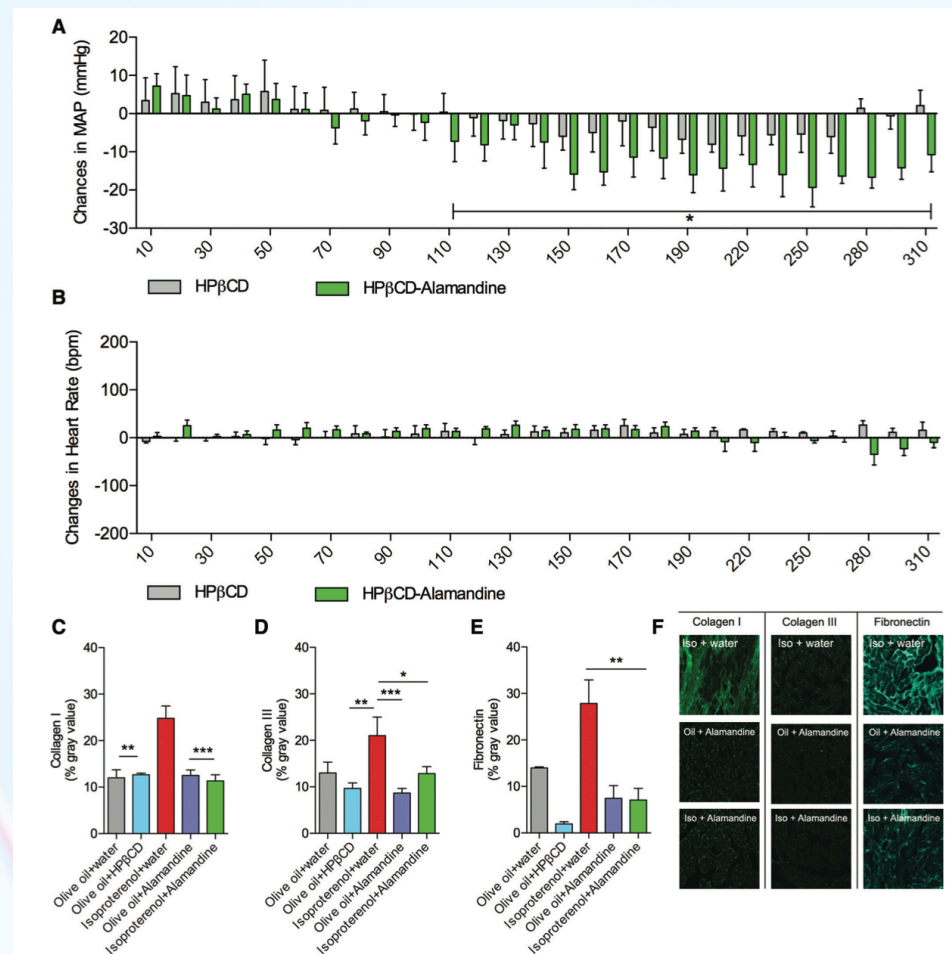 A
Chances in MAP (mmHg)
20
10
0
-10
-20
-30
*
10 30 50 70 90 110 130 150 170 190 220 250 280 310
HPβCD HPβCD-Alamandine
B
Changes in Heart Rate (bpm)
200
100
0
-100
-200
10 30 50 70 90 110 130 150 170 190 220 250 280 310
HPβCD HPβCD-Alamandine
C
Colagen I
(% gray value)
40
30
20
10
0
** ***
Olive oil+water
Olive oil+HPβCD
Isoproterenol+water
Olive oil+Alamandine
Isoproterenol+Alamandine
D
Colagen III
(% gray value)
40
30
20
10
0
*
***
**
Olive oil+water
Olive oil+HPβCD
Isoproterenol+water
Olive oil+Alamandine
Isoproterenol+Alamandine
E
Fibronectin
(% gray value)
40
30
20
10
0
**
Olive oil+water
Olive oil+HPβCD
Isoproterenol+water
Olive oil+Alamandine
Isoproterenol+Alamandine
F
Colagen I Colagen III Fibronectin
Iso + water Iso + water Iso + water
Oil + Alamandine Oil + Alamandine Oil + Alamandine
Iso + Alamandine Iso + Alamandine Iso + Alamandine